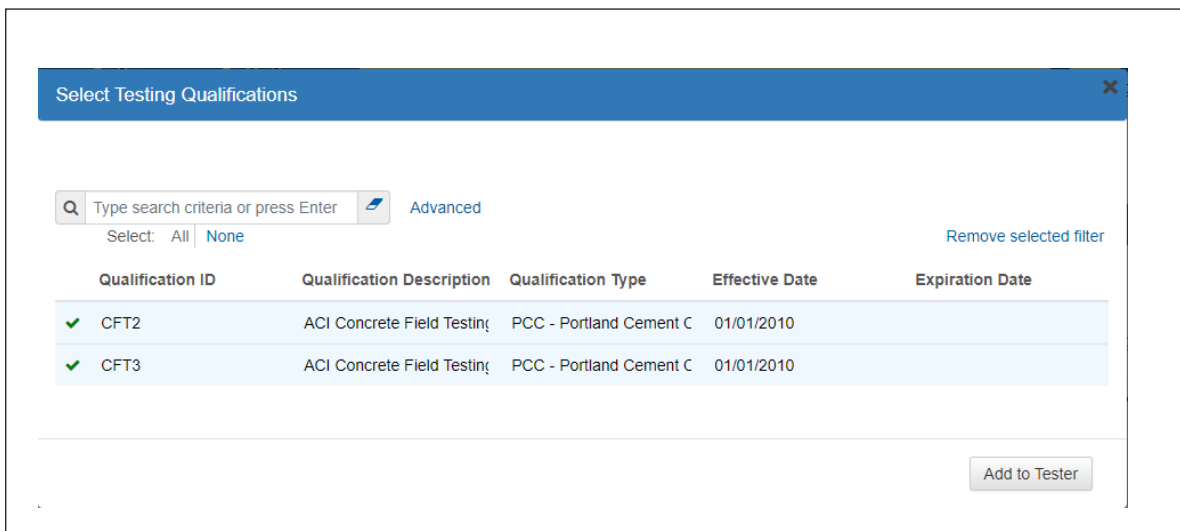 Select Testing Qualifications
Type search criteria or press Enter Advanced
Select: All None Remove selected filter
Qualification ID Qualification Description Qualification Type Effective Date Expiration Date
CFT2 ACI Concrete Field Testing PCC - Portland Cement C 01/01/2010
CFT3 ACI Concrete Field Testing PCC - Portland Cement C 01/01/2010
Add to Tester